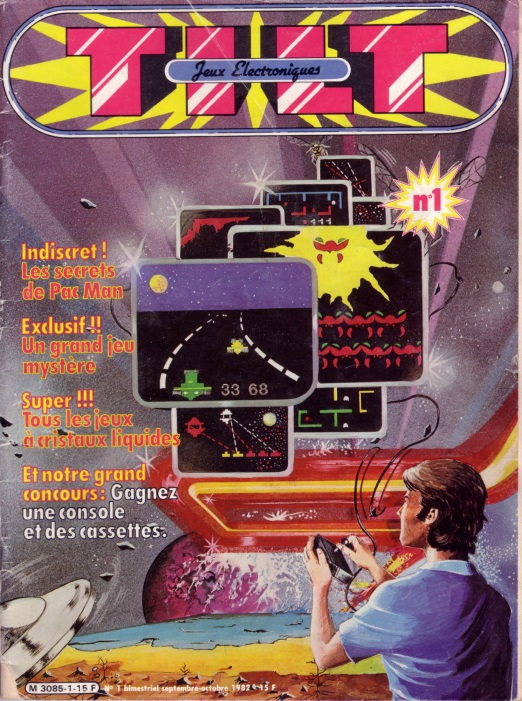 TILT
Jeux Electroniques
n°1
111
Indiscret !
Les secrets
de Pac Man
Exclusif !!
Un grand jeu
mystère
33 68
Super !!!
Tous les jeux
à cristaux liquides
Et notre grand
concours : Gagnez
une console
et des cassettes.
M 3085-1-15 F
N° 1 bimestriel septembre-octobre 1982 15 F